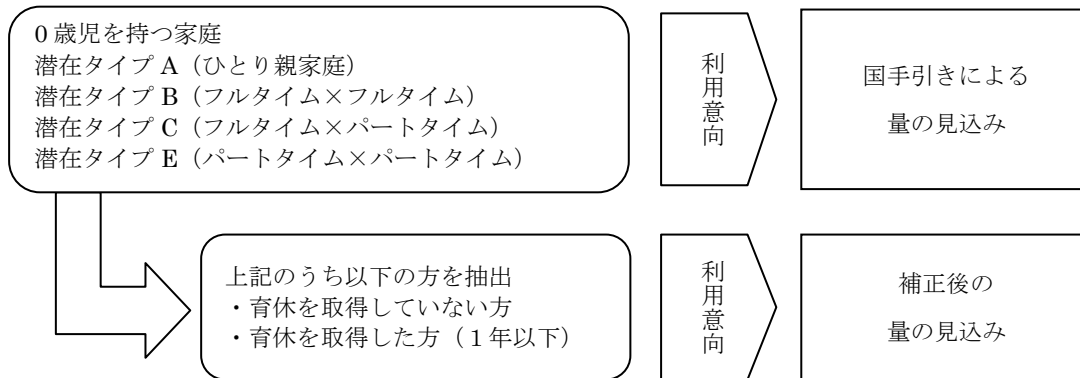 0歳児を持つ家庭
潜在タイプA（ひとり親家庭）
潜在タイプB（フルタイム×フルタイム）
潜在タイプC（フルタイム×パートタイム）
潜在タイプE（パートタイム×パートタイム）
利用意向
国手引きによる
量の見込み
上記のうち以下の方を抽出
・育休を取得していない方
・育休を取得した方（１年以下）
利用意向
補正後の
量の見込み